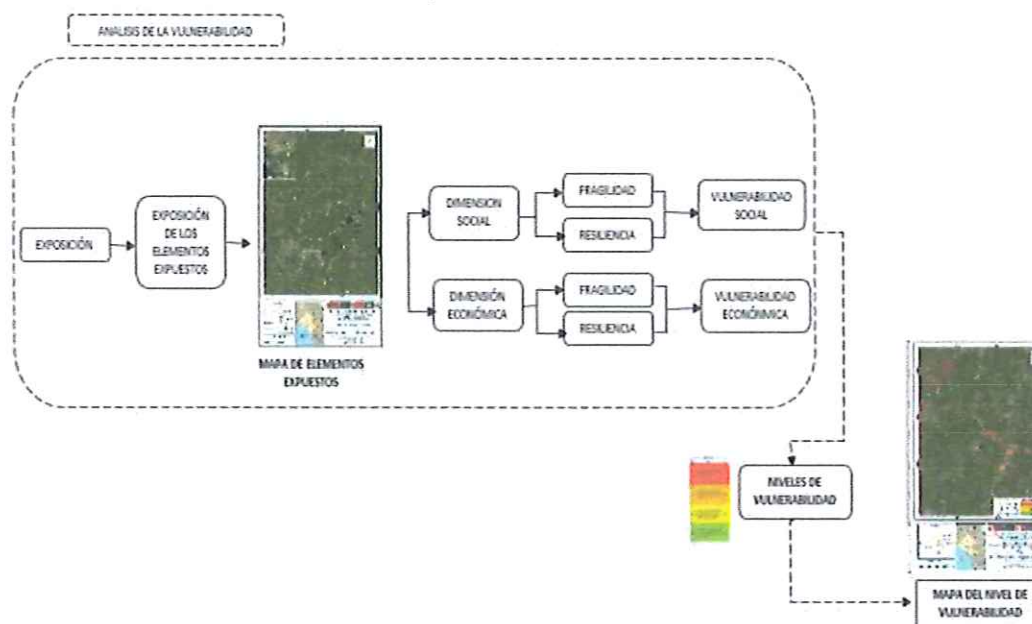 ANALISIS DE LA VULNERABILIDAD
EXPOSICIÓN
EXPOSICIÓN
DE LOS
ELEMENTOS
EXPUESTOS
MAPA DE ELEMENTOS
EXPUESTOS
DIMENSION
SOCIAL
FRAGILIDAD
RESILIENCIA
VULNERABILIDAD
SOCIAL
DIMENSIÓN
ECONÓMICA
FRAGILIDAD
RESILIENCIA
VULNERABILIDAD
ECONÓNMICA
NIVELES DE
VULNERABILIDAD
MAPA DEL NIVEL DE
VULNERABILIDAD